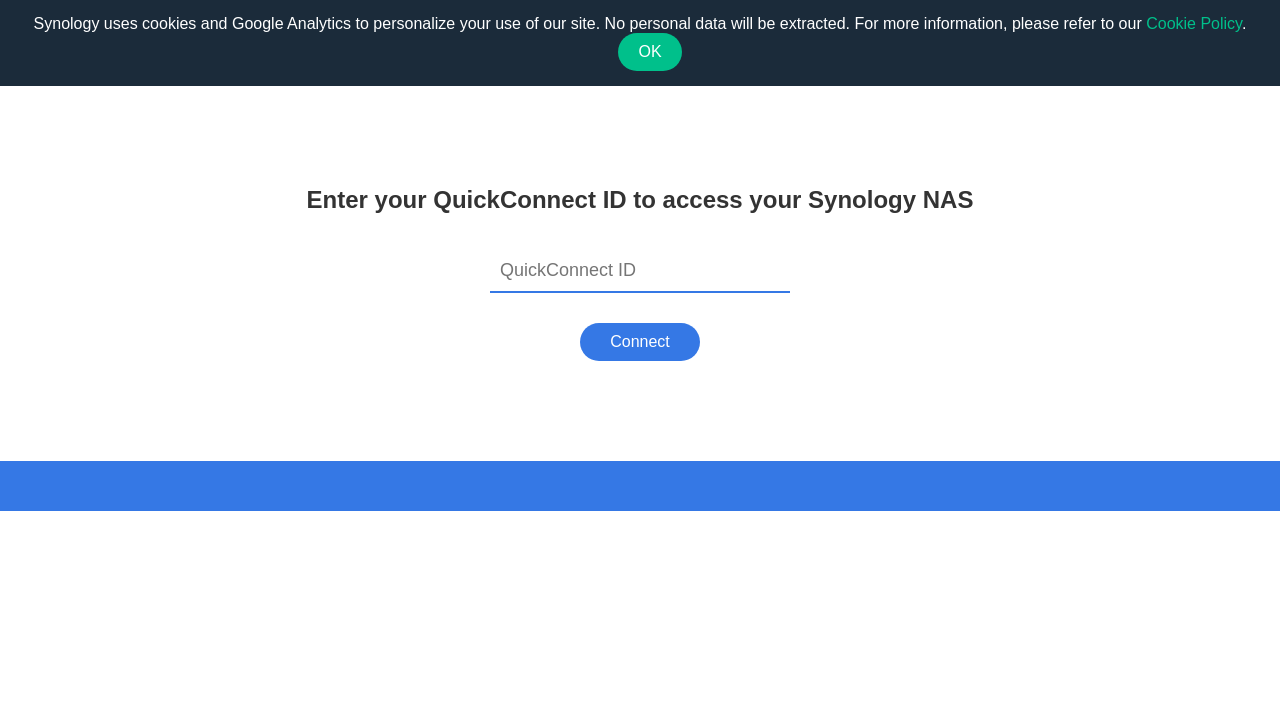 Synology uses cookies and Google Analytics to personalize your use of our site. No personal data will be extracted. For more information, please refer to our Cookie Policy.
OK
Enter your QuickConnect ID to access your Synology NAS
QuickConnect ID
Connect